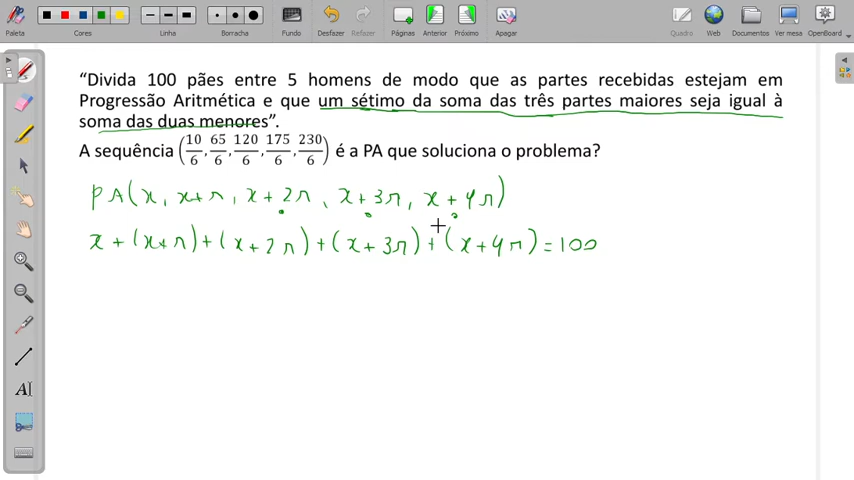 Paleta Cores Linha Borracha Fundo Desfazer Refazer Páginas Anterior Próximo Apagar Quadro Web Documentos Ver mesa OpenBoard
“Divida 100 pães entre 5 homens de modo que as partes recebidas estejam em
Progressão Aritmética e que um sétimo da soma das três partes maiores seja igual à
soma das duas menores”.
A sequência (10/6, 65/6, 120/6, 175/6, 230/6) é a PA que soluciona o problema?
PA(x, x+r, x+2r, x+3r, x+4r)
x+(x+r)+(x+2r)+(x+3r)+(x+4r)=100